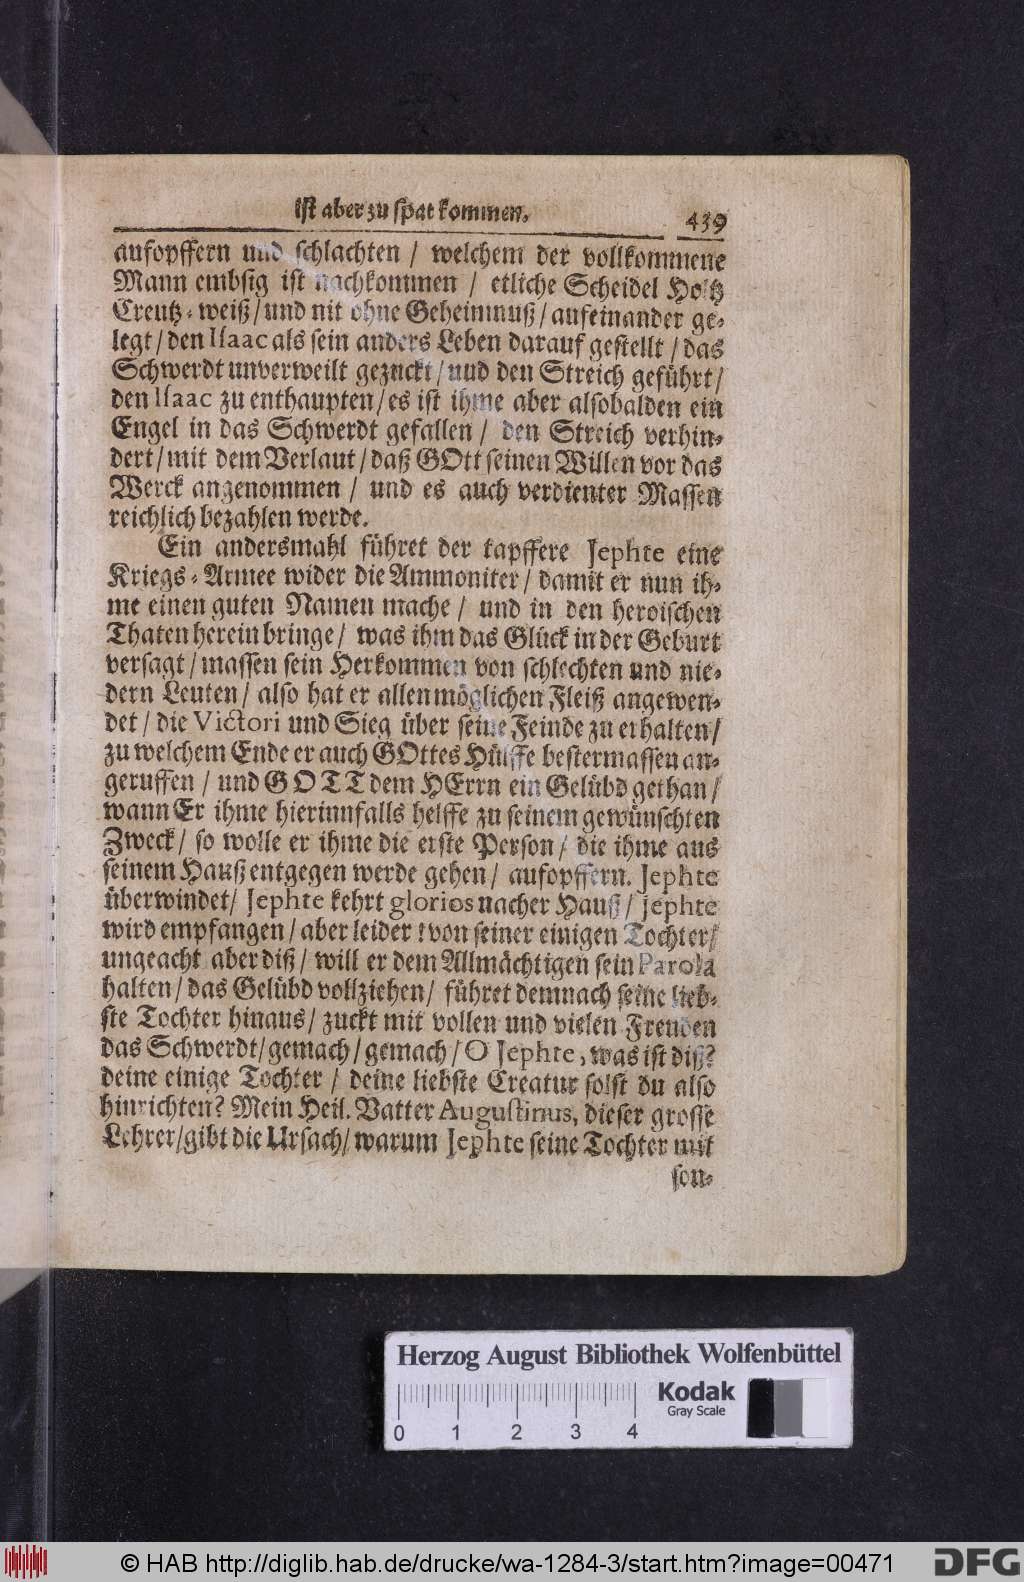 ist aber zu spat kommen.
439
aufopffern und schlachten / welchem der vollkommene
Mann embsig ist nachkommen / etliche Scheidel Holtz
Creutz-weiß / und nit ohne Geheimnuß / aufeinander ge-
legt / den Isaac als sein anders Leben darauf gestellt / das
Schwerdt unverweilt gezuckt / und den Streich geführt /
den Isaac zu enthaupten / es ist ihme aber alsobalden ein
Engel in das Schwerdt gefallen / den Streich verhin-
dert / mit dem Verlaut / daß GOtt seinen Willen vor das
Werck angenommen / und es auch verdienter Massen
reichlich bezahlen werde.
Ein andersmahl führet der tapffere Jephte eine
Kriegs-Armee wider die Ammoniter / damit er nun ih-
me einen guten Namen mache / und in den heroischen
Thaten herein bringe / was ihm das Glück in der Geburt
versagt / massen sein Herkommen von schlechten und nie-
dern Leuten / also hat er allen möglichen Fleiß angewen-
det / die Victori und Sieg über seine Feinde zu erhalten /
zu welchem Ende er auch GOttes Hülffe bestermassen an-
geruffen / und GOTT dem HErrn ein Gelübd gethan /
wann Er ihme hierinnfalls helffe zu seinem gewünschten
Zweck / so wolle er ihme die erste Person / die ihme aus
seinem Hauß entgegen werde gehen / aufopffern. Jephte
überwindet / Jephte kehrt glorios nacher Hauß / Jephte
wird empfangen / aber leider ! von seiner einigen Tochter /
ungeacht aber diß / will er dem Allmächtigen sein Parola
halten / das Gelübd vollziehen / führet demnach seine lieb-
ste Tochter hinaus / zuckt mit vollen und vielen Freuden
das Schwerdt / gemach / gemach / O Jephte, was ist diß?
deine einige Tochter / deine liebste Creatur solst du also
hinrichten? Mein Heil. Vatter Augustinus, dieser grosse
Lehrer / gibt die Ursach / warum Jephte seine Tochter mit
son-
Herzog August Bibliothek Wolfenbüttel
Kodak
Gray Scale
0 1 2 3 4
© HAB http://diglib.hab.de/drucke/wa-1284-3/start.htm?image=00471
DFG